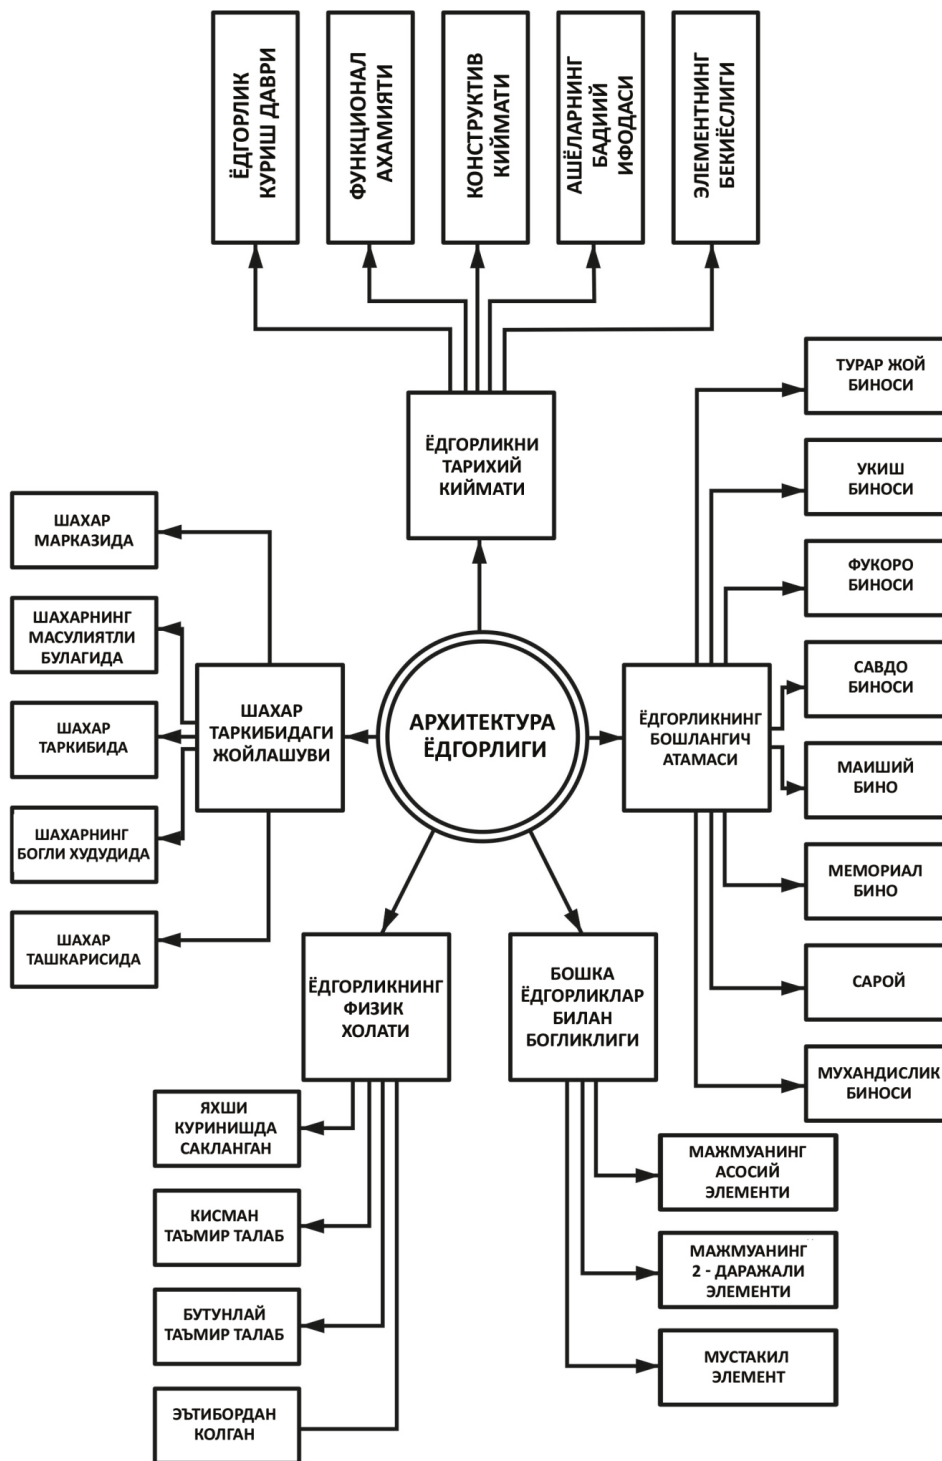 ЁДГОРЛИК
КУРИШ ДАВРИ
ФУНКЦИОНАЛ
АХАМИЯТИ
КОНСТРУКТИВ
КИЙМАТИ
АШЁЛАРНИНГ
БАДИИЙ
ИФОДАСИ
ЭЛЕМЕНТНИНГ
БЕКИЁСЛИГИ
ЁДГОРЛИКНИ
ТАРИХИЙ
КИЙМАТИ
ШАХАР
МАРКАЗИДА
ШАХАРНИНГ
МАСУЛИЯТЛИ
БУЛАГИДА
ШАХАР
ТАРКИБИДА
ШАХАРНИНГ
БОГЛИ ХУДУДИДА
ШАХАР
ТАШКАРИСИДА
ШАХАР
ТАРКИБИДАГИ
ЖОЙЛАШУВИ
АРХИТЕКТУРА
ЁДГОРЛИГИ
ЁДГОРЛИКНИНГ
БОШЛАНГИЧ
АТАМАСИ
ТУРАР ЖОЙ
БИНОСИ
УКИШ
БИНОСИ
ФУКОРО
БИНОСИ
САВДО
БИНОСИ
МАИШИЙ
БИНО
МЕМОРИАЛ
БИНО
САРОЙ
МУХАНДИСЛИК
БИНОСИ
ЁДГОРЛИКНИНГ
ФИЗИК
ХОЛАТИ
ЯХШИ
КУРИНИШДА
САКЛАНГАН
КИСМАН
ТАЪМИР ТАЛАБ
БУТУНЛАЙ
ТАЪМИР ТАЛАБ
ЭЪТИБОРДАН
КОЛГАН
БОШКА
ЁДГОРЛИКЛАР
БИЛАН
БОГЛИКЛИГИ
МАЖМУАНИНГ
АСОСИЙ
ЭЛЕМЕНТИ
МАЖМУАНИНГ
2 - ДАРАЖАЛИ
ЭЛЕМЕНТИ
МУСТАКИЛ
ЭЛЕМЕНТ